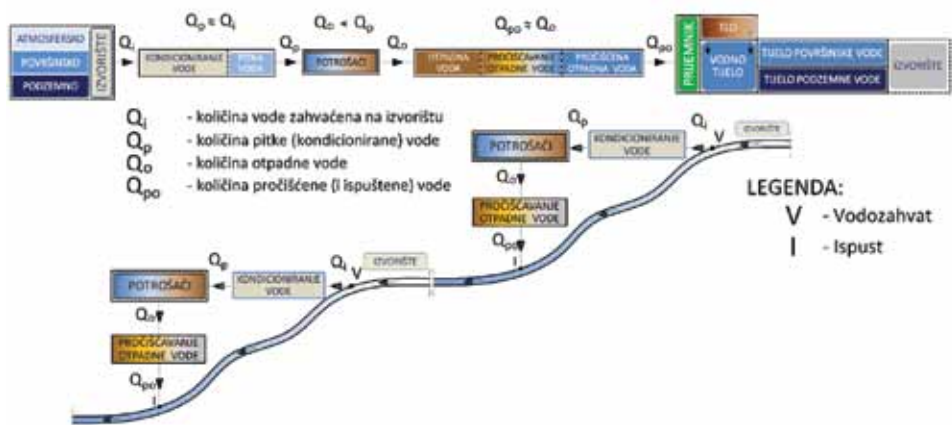 Qp ≈ Qi
Qo < Qp
Qpo ≈ Qo
ATMOSFERSKO
POVRŠINSKO
PODZEMNO
IZVORIŠTE
Qi
KONDICIONIRANJE
VODE
PITKA
VODA
Qp
POTROŠAČI
Qo
OTPADNA
VODA
PROČIŠĆAVANJE
OTPADNE VODE
PROČIŠĆENA
OTPADNA VODA
Qpo
PRIJEMNIK
TLO
VODNO
TIJELO
TIJELO POVRŠINSKE VODE
TIJELO PODZEMNE VODE
IZVORIŠTE
Qi - količina vode zahvaćena na izvorištu
Qp - količina pitke (kondicionirane) vode
Qo - količina otpadne vode
Qpo - količina pročišćene (i ispuštene) vode
POTROŠAČI
Qp
KONDICIONIRANJE
VODE
Qi
V
IZVORIŠTE
Qo
PROČIŠĆAVANJE
OTPADNE VODE
Qpo
I
LEGENDA:
V - Vodozahvat
I - Ispust
POTROŠAČI
Qp
KONDICIONIRANJE
VODE
Qi
V
IZVORIŠTE
Qo
PROČIŠĆAVANJE
OTPADNE VODE
Qpo
I